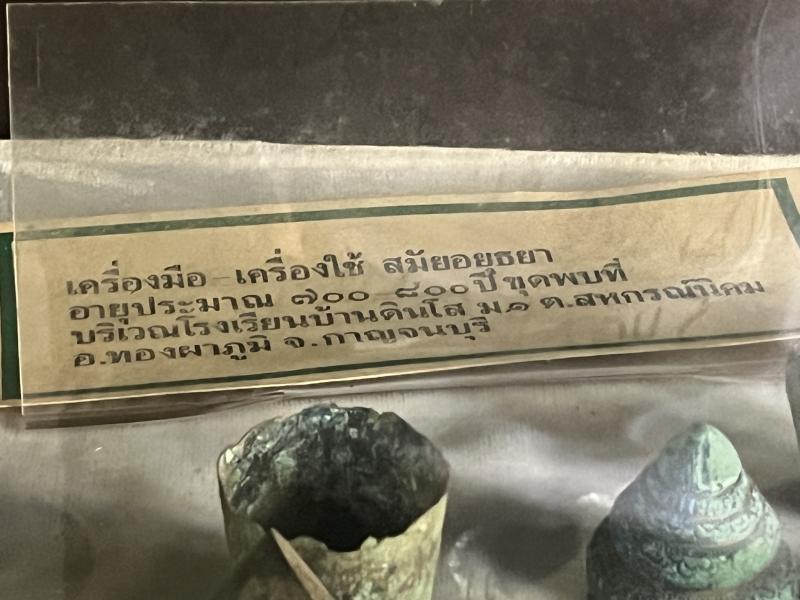 เครื่องมือ - เครื่องใช้ สมัยอยุธยา
อายุประมาณ ๗๐๐ - ๘๐๐ ปี ขุดพบที่
บริเวณโรงเรียนบ้านดินโส ม.๑ ต.สหกรณ์นิคม
อ.ทองผาภูมิ จ.กาญจนบุรี